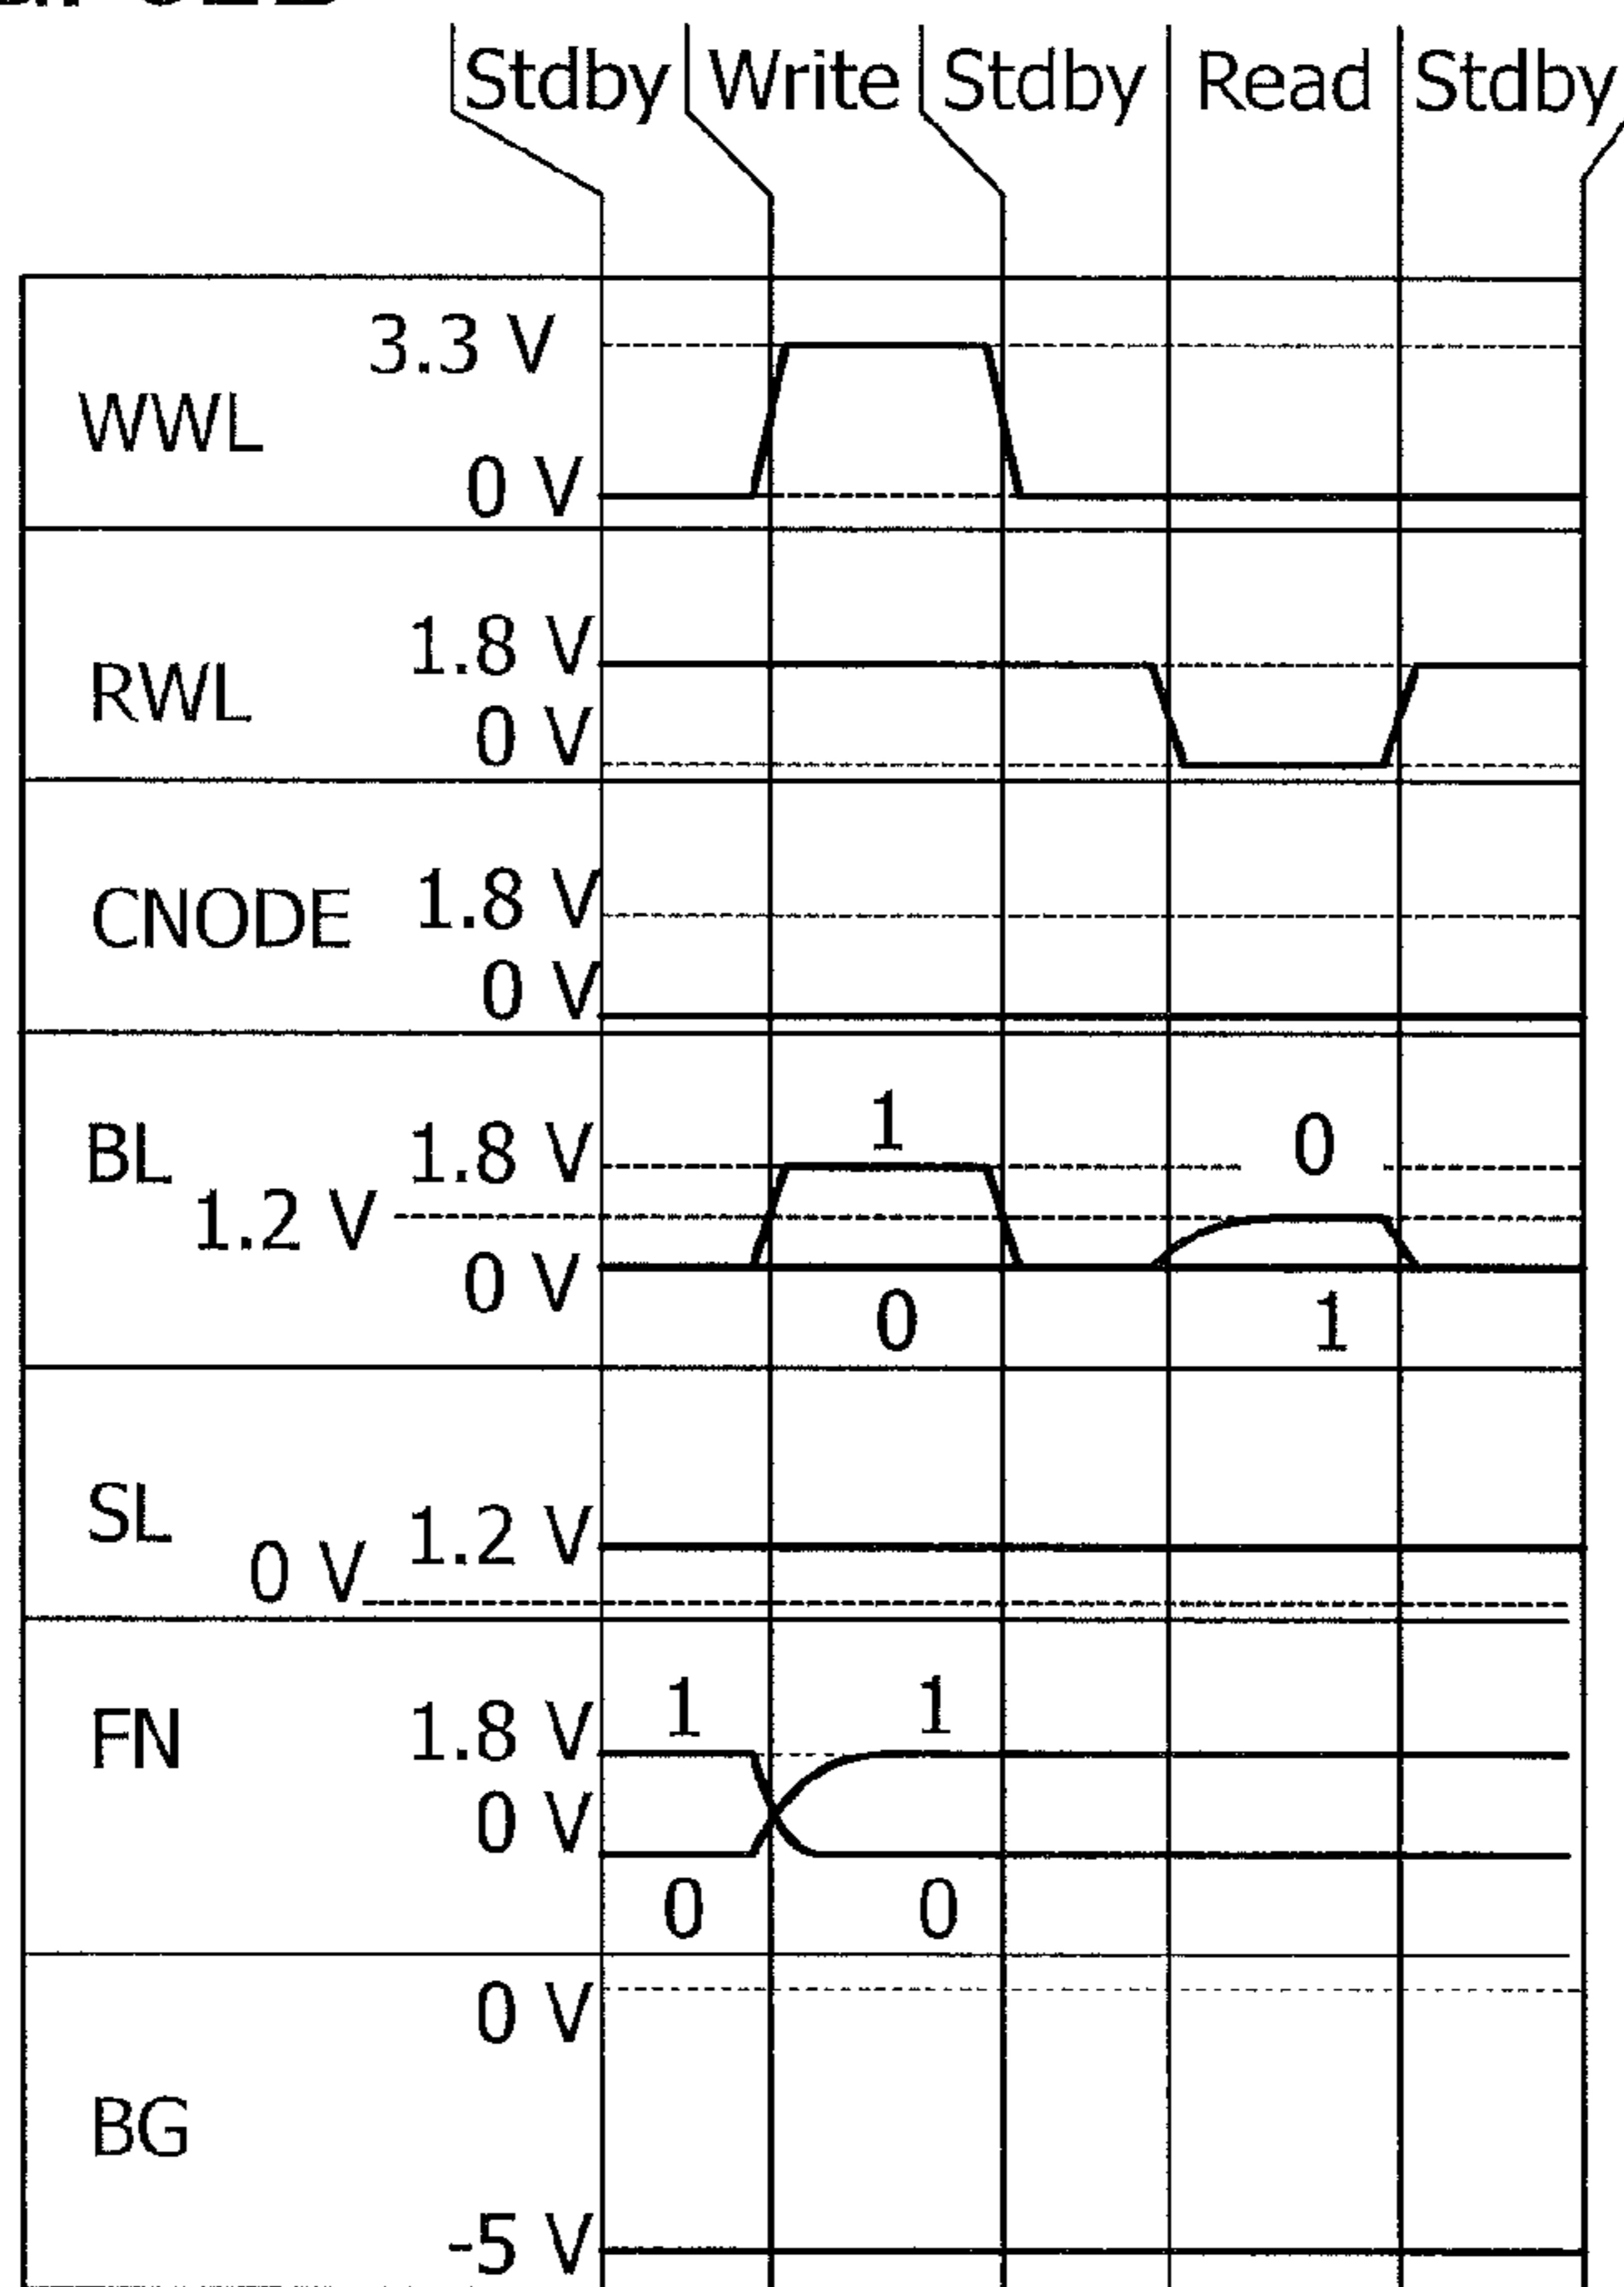 Stdby Write Stdby Read Stdby
3.3 V
WWL
0 V
1.8 V
RWL
0 V
1.8 V
CNODE
0 V
1
0
BL 1.8 V
1.2 V
0 V
0
1
SL
1.2 V
0 V
1
1
FN 1.8 V
0 V
0
0
0 V
BG
-5 V